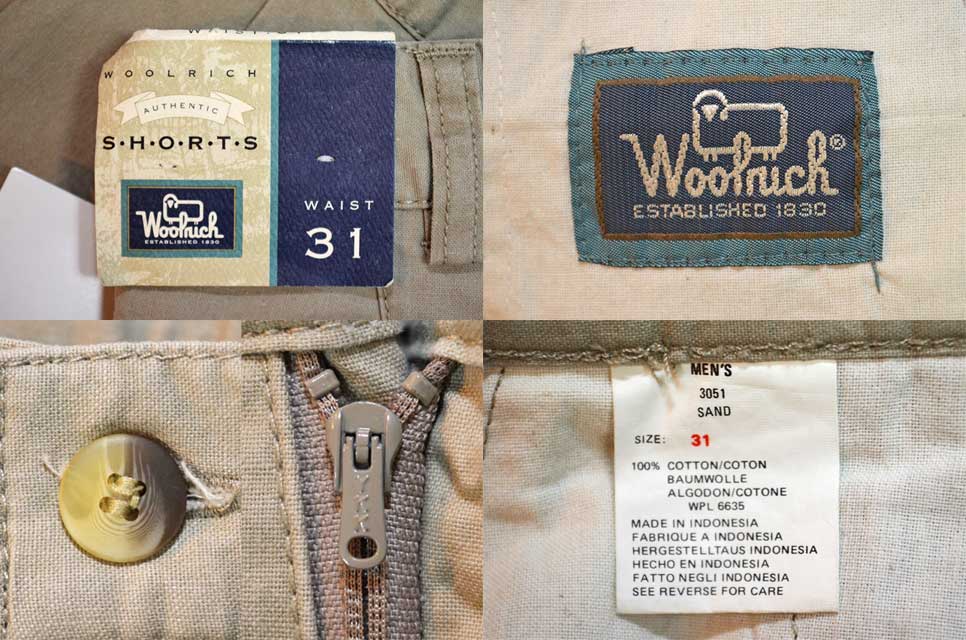 WOOLRICH
AUTHENTIC
S·H·O·R·T·S
Woolrich
ESTABLISHED 1830
WAIST
31
Woolrich®
ESTABLISHED 1830
YKK
MEN'S
3051
SAND
SIZE: 31
100% COTTON/COTON
BAUMWOLLE
ALGODON/COTONE
WPL 6635
MADE IN INDONESIA
FABRIQUE A INDONESIA
HERGESTELLTAUS INDONESIA
HECHO EN INDONESIA
FATTO NEGLI INDONESIA
SEE REVERSE FOR CARE